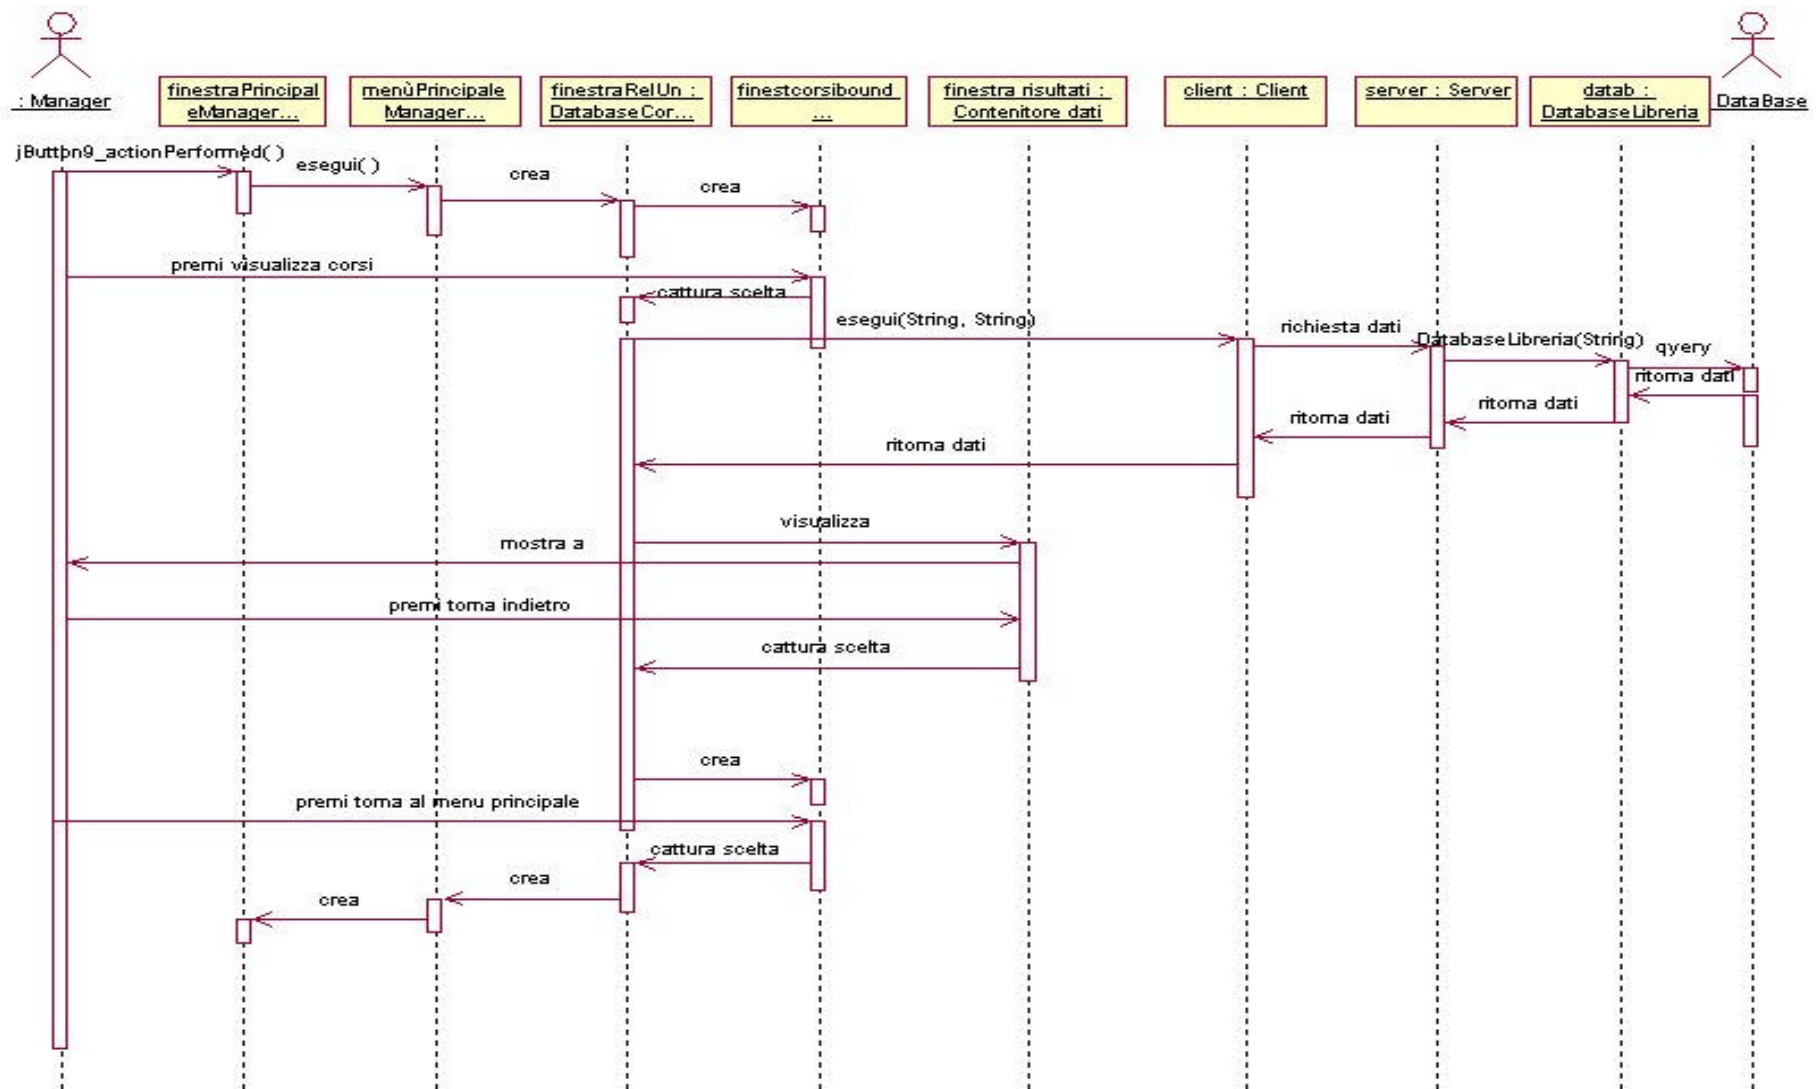 : Manager
finestraPrincipal
eManager...
menùPrincipale
Manager...
finestraRelUn :
DatabaseCor...
finestcorsibound
...
finestra risultati :
Contenitore dati
client : Client
server : Server
datab :
DatabaseLibreria
DataBase
jButton9_actionPerformed( )
esegui( )
crea
crea
premi visualizza corsi
cattura scelta
esegui(String, String)
richiesta dati
DatabaseLibreria(String)
qyery
ritorna dati
ritorna dati
ritorna dati
ritorna dati
visualizza
mostra a
premi torna indietro
cattura scelta
crea
premi torna al menu principale
cattura scelta
crea
crea